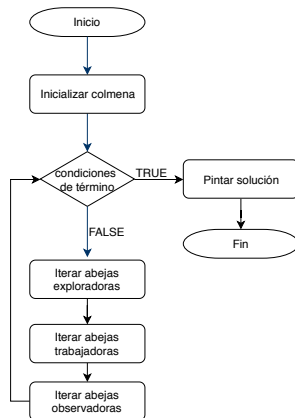 Inicio
Inicializar colmena
condiciones
de término
TRUE
Pintar solución
FALSE
Fin
Iterar abejas
exploradoras
Iterar abejas
trabajadoras
Iterar abejas
observadoras